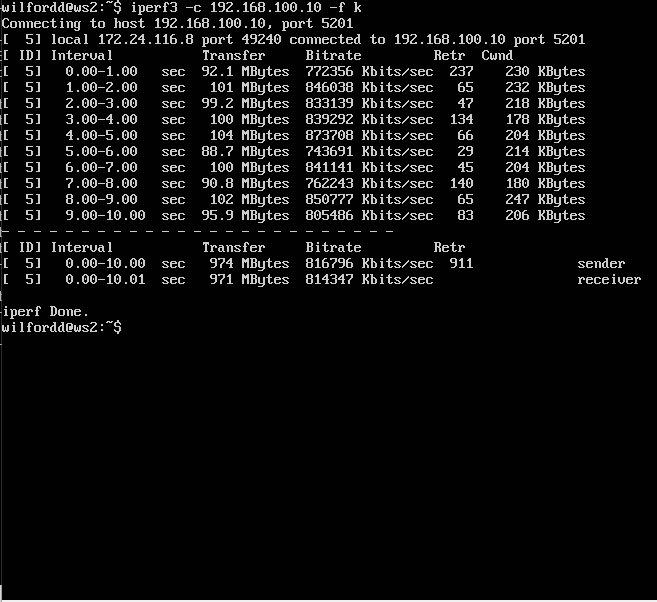 wilfordd@ws2:~$ iperf3 -c 192.168.100.10 -f k
Connecting to host 192.168.100.10, port 5201
[  5] local 172.24.116.8 port 49240 connected to 192.168.100.10 port 5201
[ ID] Interval           Transfer     Bitrate         Retr  Cwnd
[  5]   0.00-1.00   sec  92.1 MBytes  772356 Kbits/sec  237    230 KBytes
[  5]   1.00-2.00   sec   101 MBytes  846038 Kbits/sec   65    232 KBytes
[  5]   2.00-3.00   sec  99.2 MBytes  833139 Kbits/sec   47    218 KBytes
[  5]   3.00-4.00   sec   100 MBytes  839292 Kbits/sec  134    178 KBytes
[  5]   4.00-5.00   sec   104 MBytes  873708 Kbits/sec   66    204 KBytes
[  5]   5.00-6.00   sec  88.7 MBytes  743691 Kbits/sec   29    214 KBytes
[  5]   6.00-7.00   sec   100 MBytes  841141 Kbits/sec   45    204 KBytes
[  5]   7.00-8.00   sec  90.8 MBytes  762243 Kbits/sec  140    180 KBytes
[  5]   8.00-9.00   sec   102 MBytes  850777 Kbits/sec   65    247 KBytes
[  5]   9.00-10.00  sec  95.9 MBytes  805486 Kbits/sec   83    206 KBytes
- - - - - - - - - - - - - - - - - - - - - - - - -
[ ID] Interval           Transfer     Bitrate         Retr
[  5]   0.00-10.00  sec   974 MBytes  816796 Kbits/sec  911             sender
[  5]   0.00-10.01  sec   971 MBytes  814347 Kbits/sec                  receiver
iperf Done.
wilfordd@ws2:~$